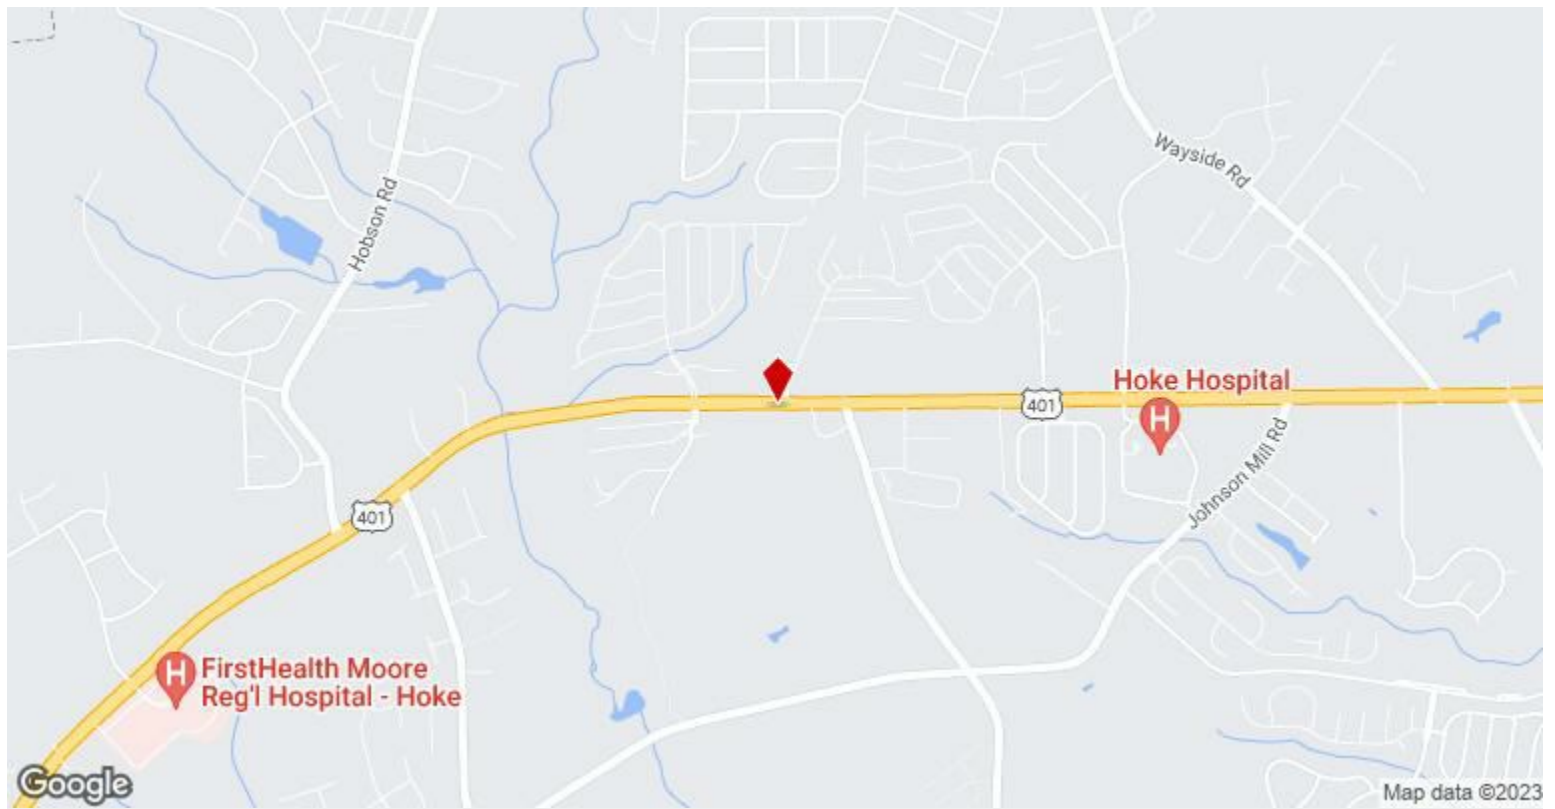 Wayside Rd
Hobson Rd
Hoke Hospital
H
401
Johnson Mill Rd
401
H
FirstHealth Moore
Reg'l Hospital - Hoke
Google
Map data ©2023